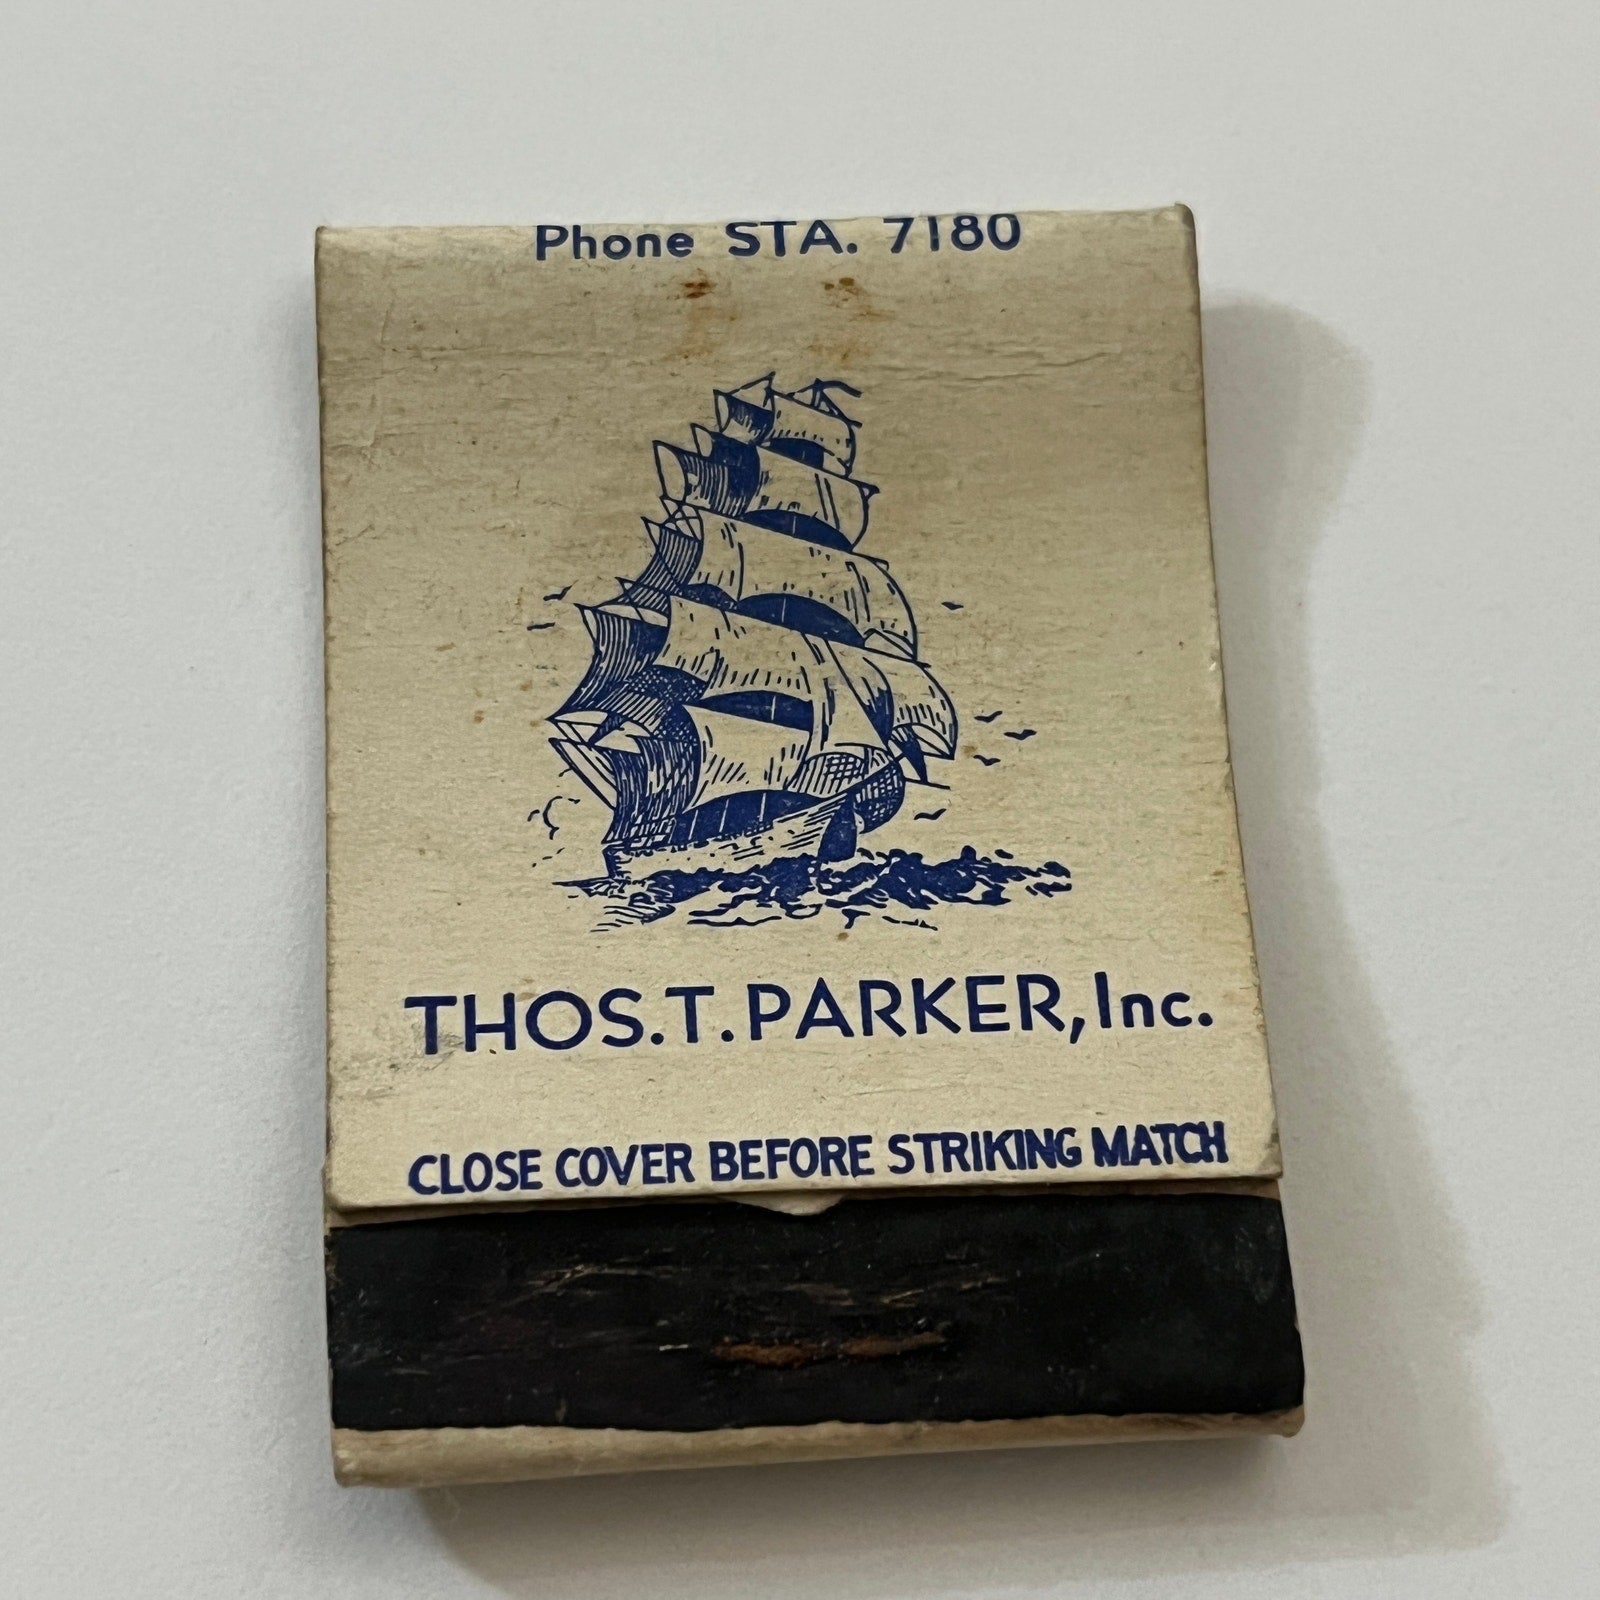 Phone STA. 7180
THOS.T.PARKER, Inc.
CLOSE COVER BEFORE STRIKING MATCH